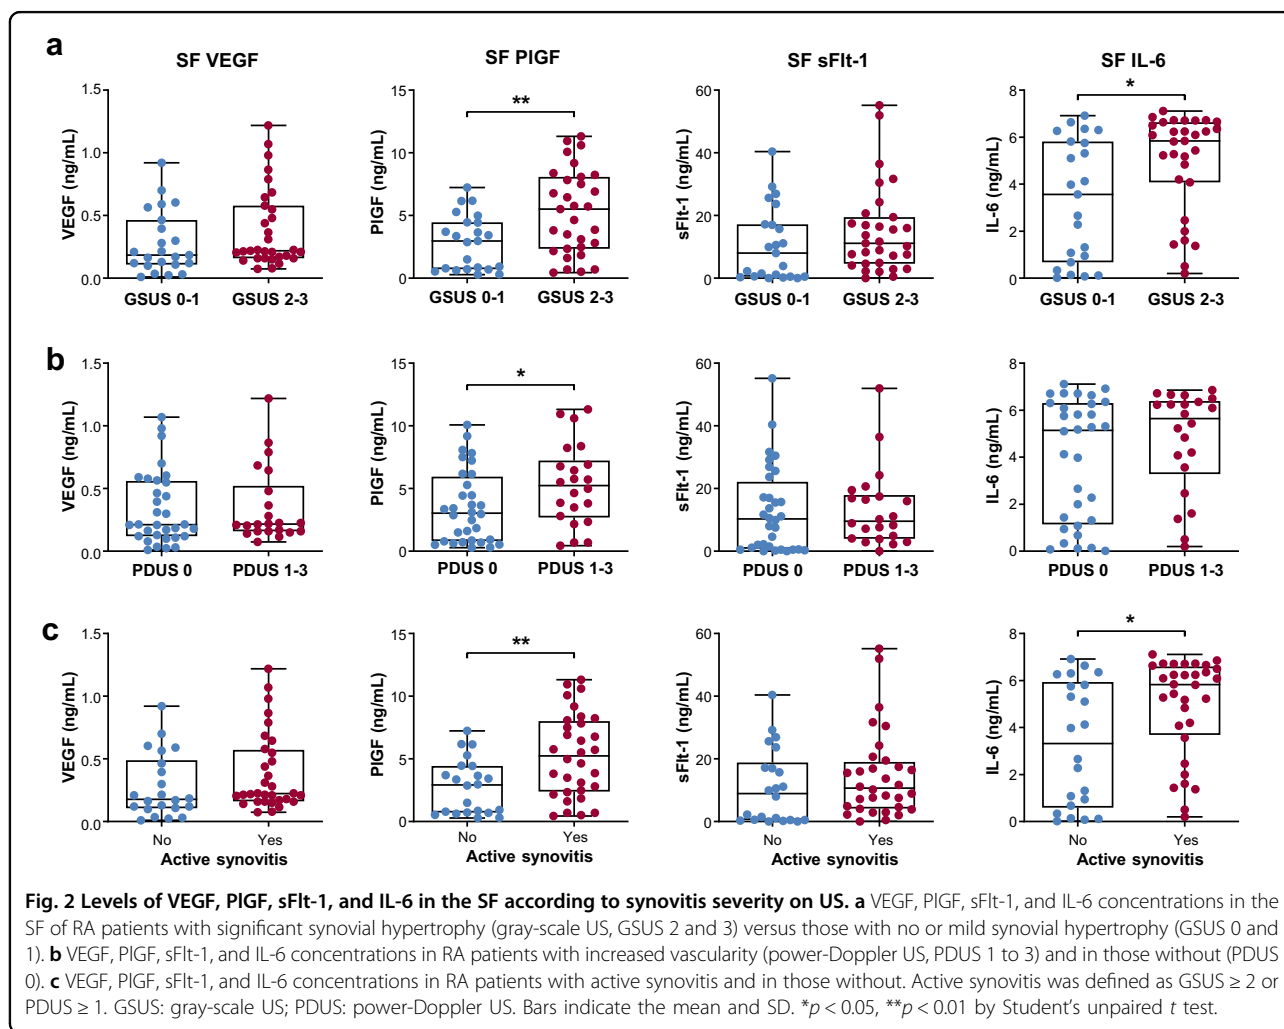 a
SF VEGF SF PlGF SF sFlt-1 SF IL-6
VEGF (ng/mL)
1.5
1.0
0.5
0.0
GSUS 0-1 GSUS 2-3
PlGF (ng/mL)
15
10
5
0
**
GSUS 0-1 GSUS 2-3
sFlt-1 (ng/mL)
60
40
20
0
GSUS 0-1 GSUS 2-3
IL-6 (ng/mL)
8
6
4
2
0
*
GSUS 0-1 GSUS 2-3
b
VEGF (ng/mL)
1.5
1.0
0.5
0.0
PDUS 0 PDUS 1-3
PlGF (ng/mL)
15
10
5
0
*
PDUS 0 PDUS 1-3
sFlt-1 (ng/mL)
60
40
20
0
PDUS 0 PDUS 1-3
IL-6 (ng/mL)
8
6
4
2
0
PDUS 0 PDUS 1-3
c
VEGF (ng/mL)
1.5
1.0
0.5
0.0
No Yes
Active synovitis
PlGF (ng/mL)
15
10
5
0
**
No Yes
Active synovitis
sFlt-1 (ng/mL)
60
40
20
0
No Yes
Active synovitis
IL-6 (ng/mL)
8
6
4
2
0
*
No Yes
Active synovitis
Fig. 2 Levels of VEGF, PlGF, sFlt-1, and IL-6 in the SF according to synovitis severity on US. a VEGF, PlGF, sFlt-1, and IL-6 concentrations in the
SF of RA patients with significant synovial hypertrophy (gray-scale US, GSUS 2 and 3) versus those with no or mild synovial hypertrophy (GSUS 0 and
1). b VEGF, PlGF, sFlt-1, and IL-6 concentrations in RA patients with increased vascularity (power-Doppler US, PDUS 1 to 3) and in those without (PDUS
0). c VEGF, PlGF, sFlt-1, and IL-6 concentrations in RA patients with active synovitis and in those without. Active synovitis was defined as GSUS ≥ 2 or
PDUS ≥ 1. GSUS: gray-scale US; PDUS: power-Doppler US. Bars indicate the mean and SD. *p < 0.05, **p < 0.01 by Student's unpaired t test.